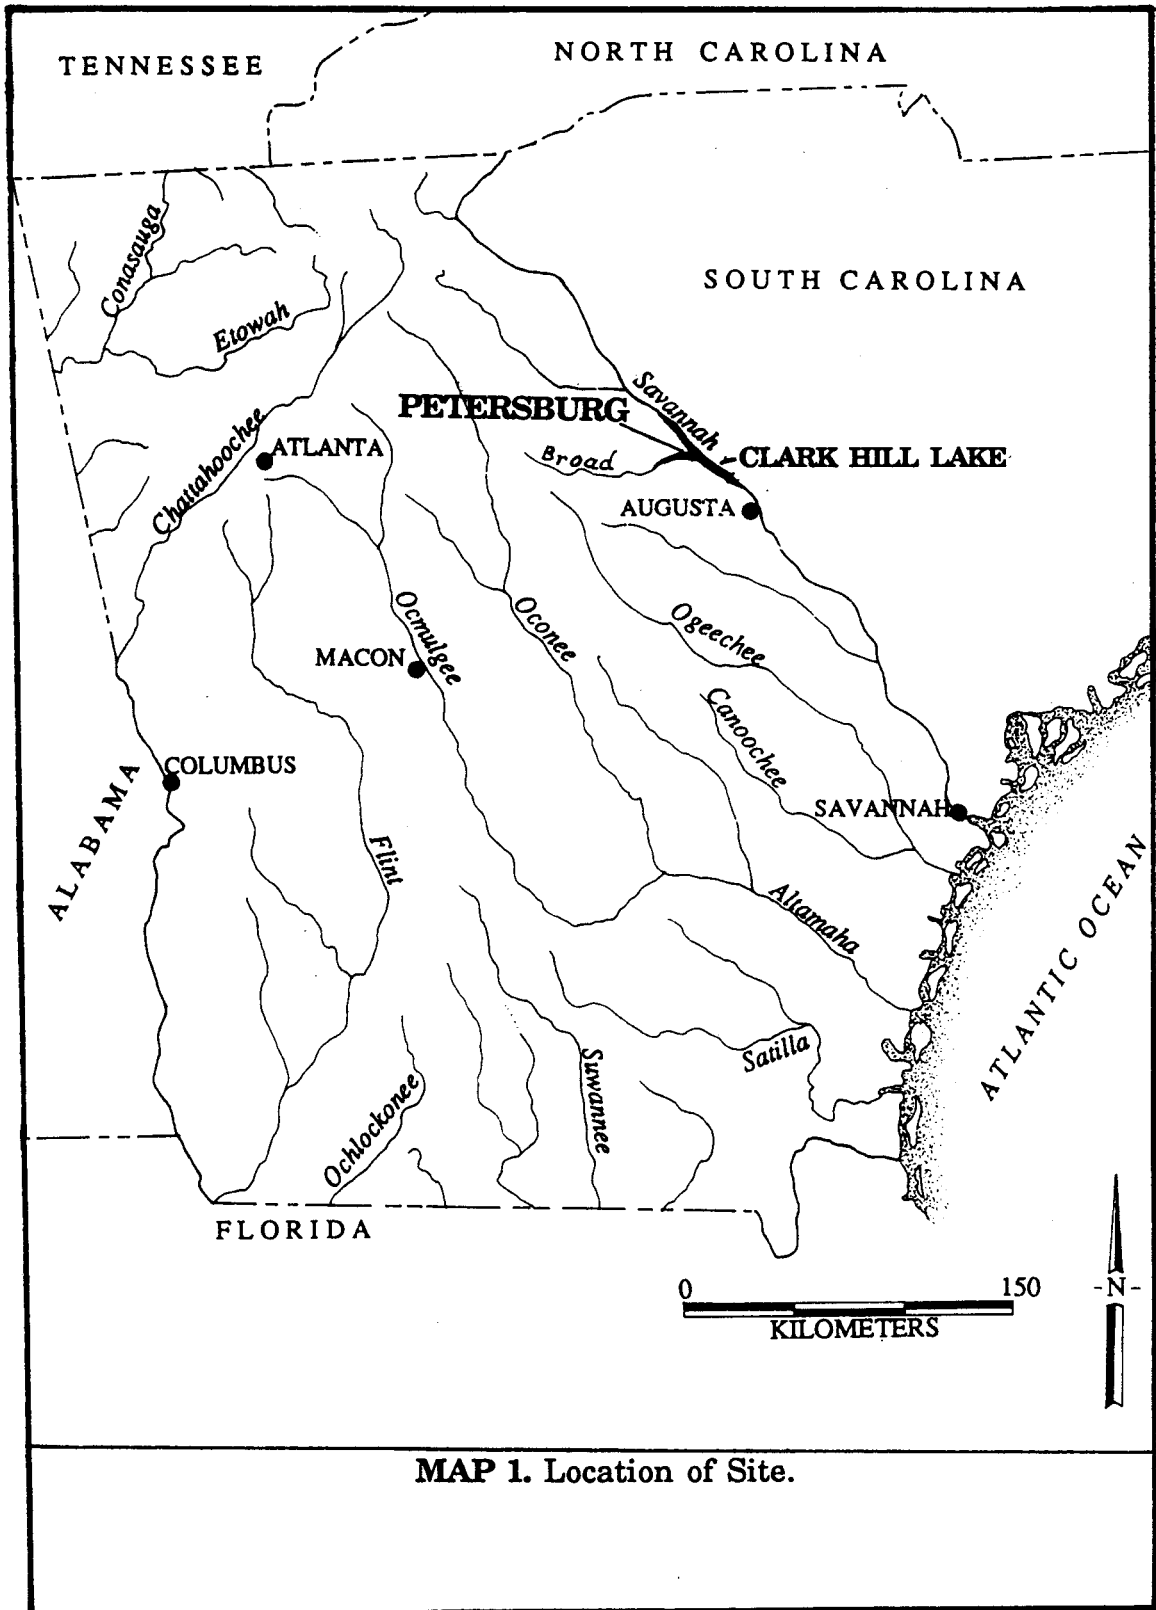 TENNESSEE
NORTH CAROLINA
SOUTH CAROLINA
Conasauga
Etowah
Savannah
PETERSBURG
Chattahoochee
ATLANTA
Broad
CLARK HILL LAKE
AUGUSTA
Ocmulgee
Oconee
Ogeechee
MACON
Canoochee
COLUMBUS
ALABAMA
SAVANNAH
Flint
Altamaha
ATLANTIC OCEAN
Satilla
Suwannee
Ochlockonee
FLORIDA
0 150
KILOMETERS
-N-
MAP 1. Location of Site.